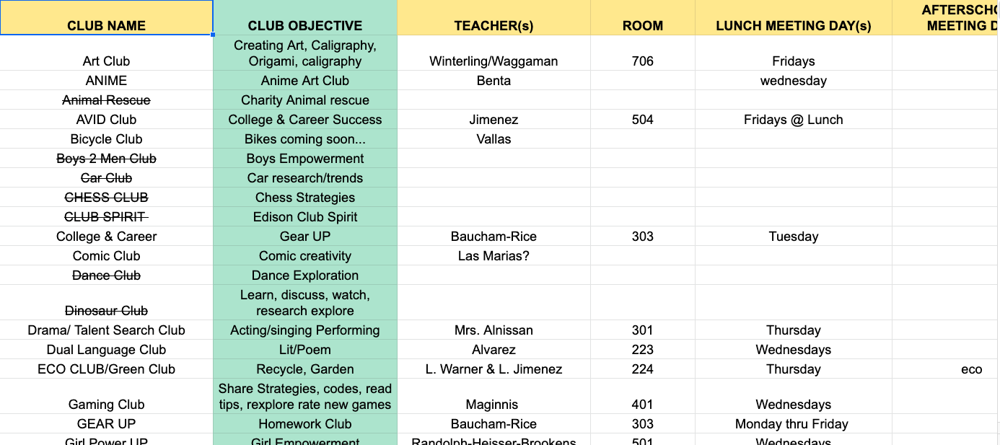 CLUB NAME CLUB OBJECTIVE TEACHER(s) ROOM LUNCH MEETING DAY(s) AFTERSCHO
MEETING D
Creating Art, Caligraphy,
Art Club Origami, caligraphy Winterling/Waggaman 706 Fridays
ANIME Anime Art Club Benta wednesday
Animal Rescue Charity Animal rescue
AVID Club College & Career Success Jimenez 504 Fridays @ Lunch
Bicycle Club Bikes coming soon... Vallas
Boys 2 Men Club Boys Empowerment
Car Club Car research/trends
CHESS CLUB Chess Strategies
CLUB SPIRIT Edison Club Spirit
College & Career Gear UP Baucham-Rice 303 Tuesday
Comic Club Comic creativity Las Marias?
Dance Club Dance Exploration
Learn, discuss, watch,
Dinosaur Club research explore
Drama/ Talent Search Club Acting/singing Performing Mrs. Alnissan 301 Thursday
Dual Language Club Lit/Poem Alvarez 223 Wednesdays
ECO CLUB/Green Club Recycle, Garden L. Warner & L. Jimenez 224 Thursday eco
Share Strategies, codes, read
Gaming Club tips, rexplore rate new games Maginnis 401 Wednesdays
GEAR UP Homework Club Baucham-Rice 303 Monday thru Friday
Girl Power UP Girl Empowerment Randolph-Heisser-Brookens 501 Wednesdays